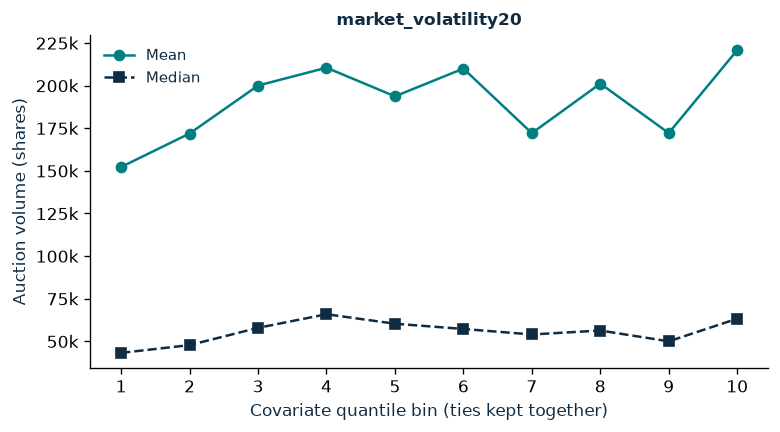 market_volatility20
Mean
Median
Auction volume (shares)
225k
200k
175k
150k
125k
100k
75k
50k
1 2 3 4 5 6 7 8 9 10
Covariate quantile bin (ties kept together)